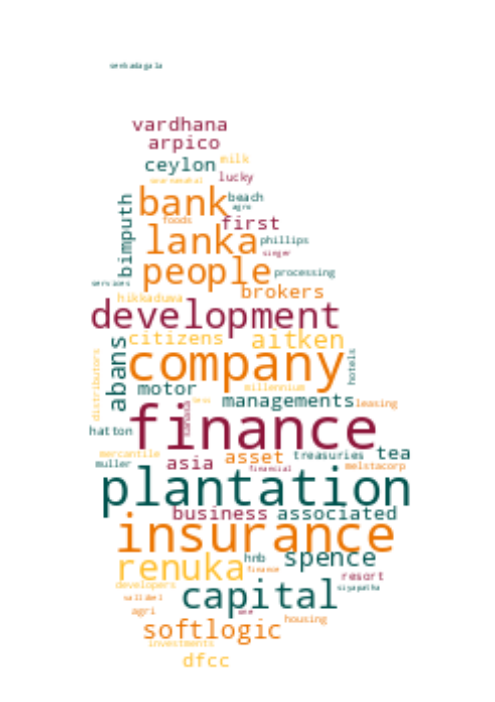 senkadagala
vardhana
arpico
ceylon milk
lucky
bank beach
agro
foods first
bimputh lanka phillips
singer
people processing
services
hikkaduwa brokers
development
citizens aitken
abans company hotels
distributors motor millennium
managements leasing
hatton finance
mercantile asset treasuries tea
muller asia financial melstacorp
plantation
business associated
insurance
hnb spence
renuka finance resort
developers siyapatha
capital
agri housing
softlogic
investments
dfcc